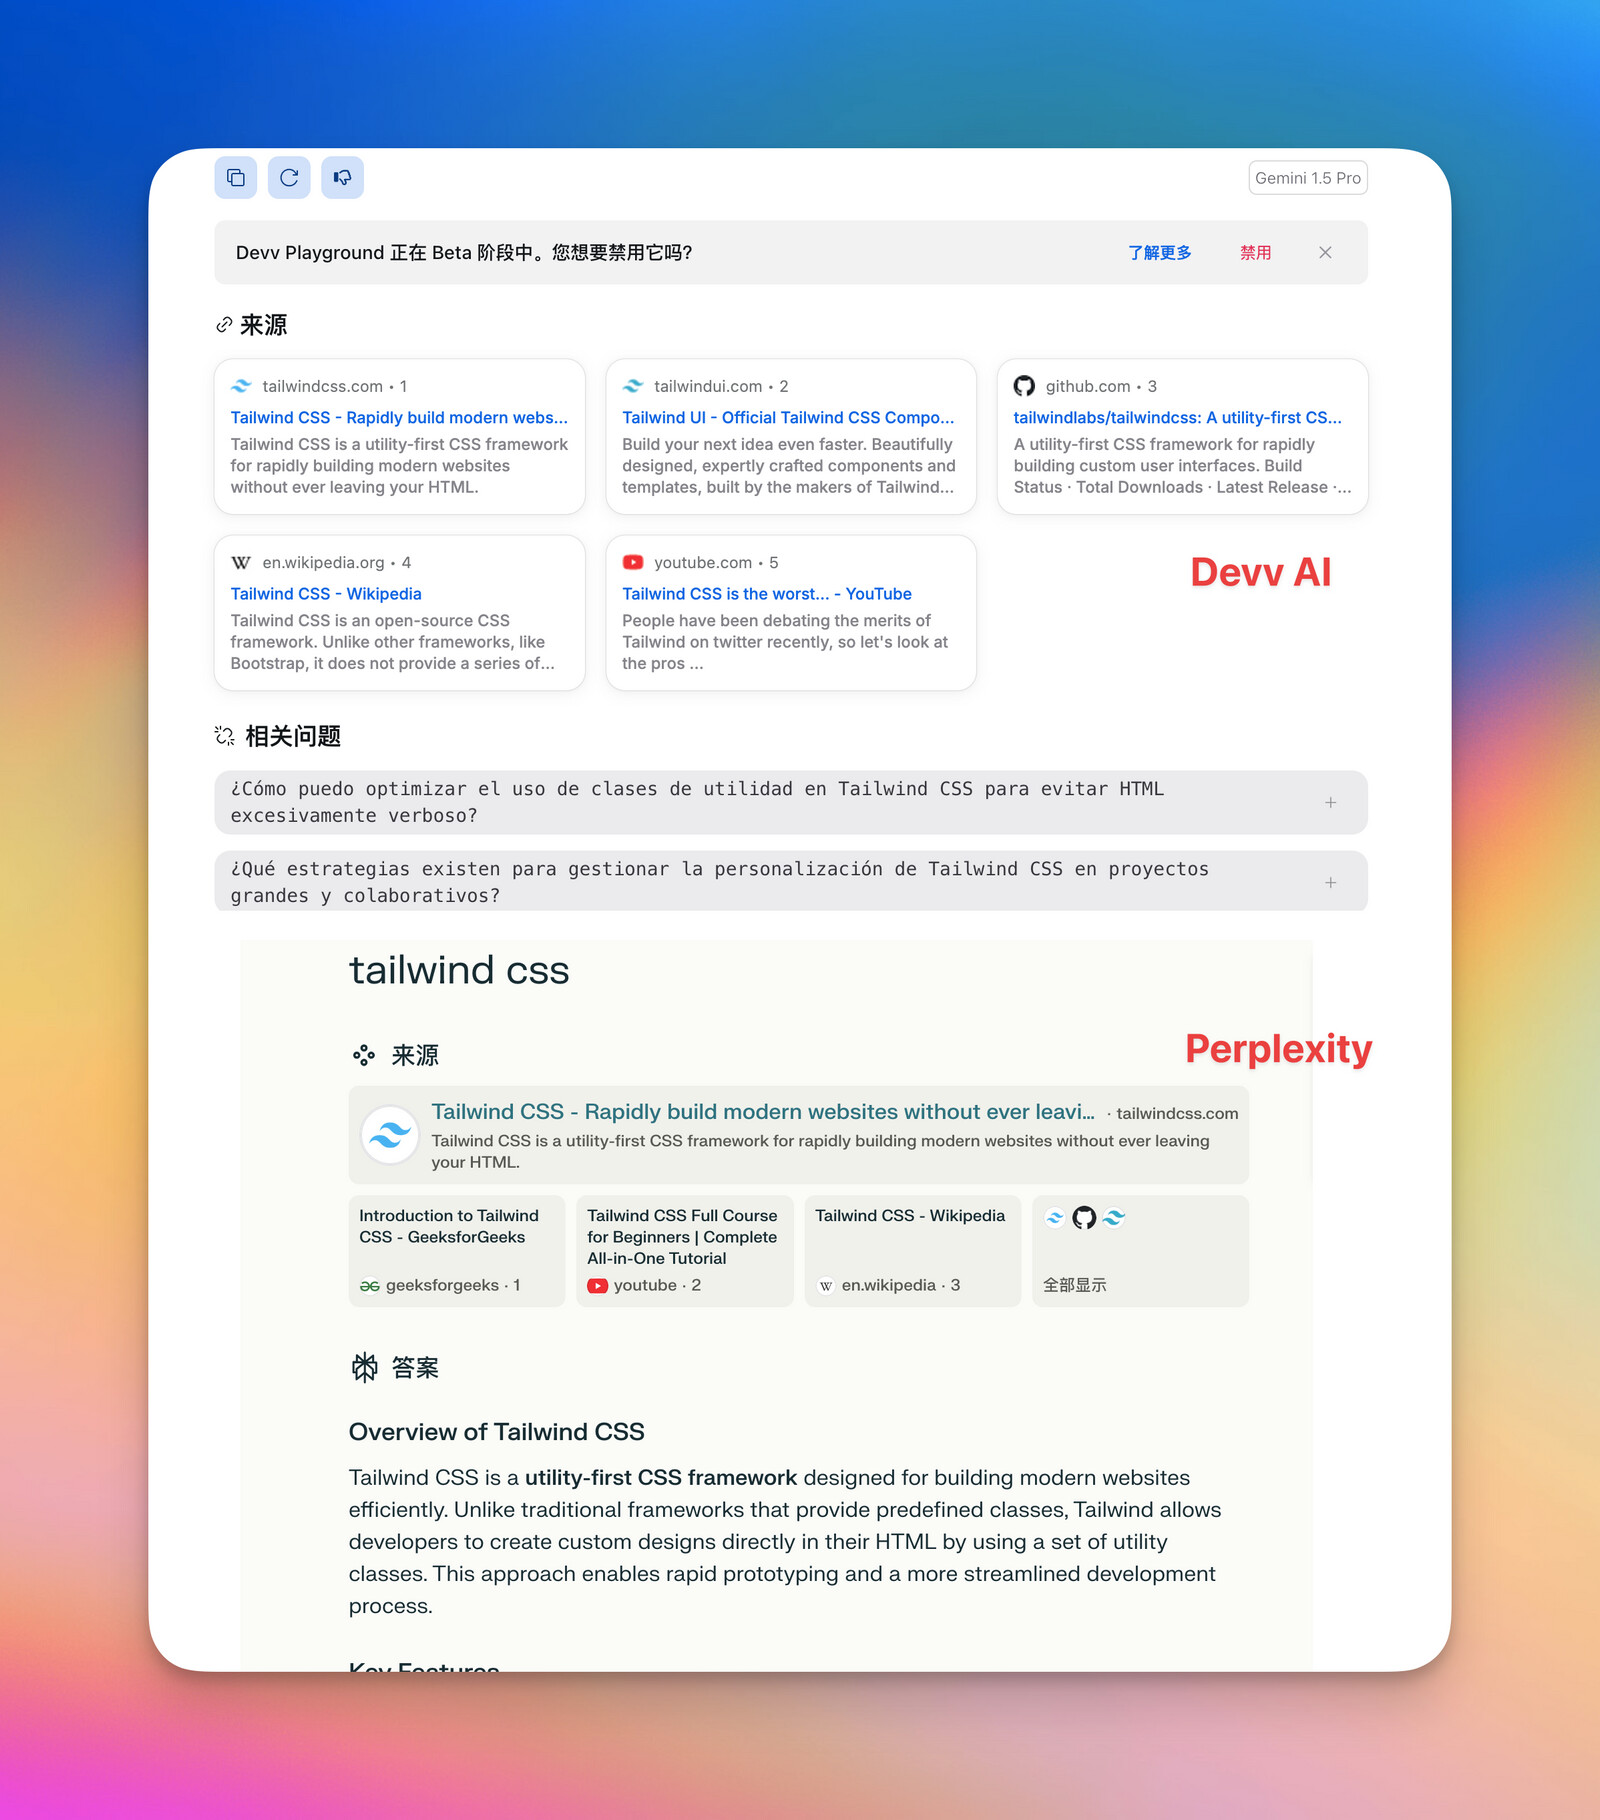 Gemini 1.5 Pro
Devv Playground 正在 Beta 阶段中。您想要禁用它吗?
了解更多
禁用
来源
tailwindcss.com • 1
Tailwind CSS - Rapidly build modern webs...
Tailwind CSS is a utility-first CSS framework
for rapidly building modern websites
without ever leaving your HTML.
tailwindui.com • 2
Tailwind UI - Official Tailwind CSS Compo...
Build your next idea even faster. Beautifully
designed, expertly crafted components and
templates, built by the makers of Tailwind...
github.com • 3
tailwindlabs/tailwindcss: A utility-first CS...
A utility-first CSS framework for rapidly
building custom user interfaces. Build
Status · Total Downloads · Latest Release ·...
W en.wikipedia.org • 4
Tailwind CSS - Wikipedia
Tailwind CSS is an open-source CSS
framework. Unlike other frameworks, like
Bootstrap, it does not provide a series of...
youtube.com • 5
Tailwind CSS is the worst... - YouTube
People have been debating the merits of
Tailwind on twitter recently, so let's look at
the pros ...
Devv AI
相关问题
¿Cómo puedo optimizar el uso de clases de utilidad en Tailwind CSS para evitar HTML
excesivamente verboso?
¿Qué estrategias existen para gestionar la personalización de Tailwind CSS en proyectos
grandes y colaborativos?
tailwind css
Perplexity
来源
Tailwind CSS - Rapidly build modern websites without ever leavi... · tailwindcss.com
Tailwind CSS is a utility-first CSS framework for rapidly building modern websites without ever leaving
your HTML.
Introduction to Tailwind
CSS - GeeksforGeeks
geeksforgeeks · 1
Tailwind CSS Full Course
for Beginners | Complete
All-in-One Tutorial
youtube · 2
Tailwind CSS - Wikipedia
W en.wikipedia · 3
全部显示
答案
Overview of Tailwind CSS
Tailwind CSS is a utility-first CSS framework designed for building modern websites
efficiently. Unlike traditional frameworks that provide predefined classes, Tailwind allows
developers to create custom designs directly in their HTML by using a set of utility
classes. This approach enables rapid prototyping and a more streamlined development
process.
Key Features